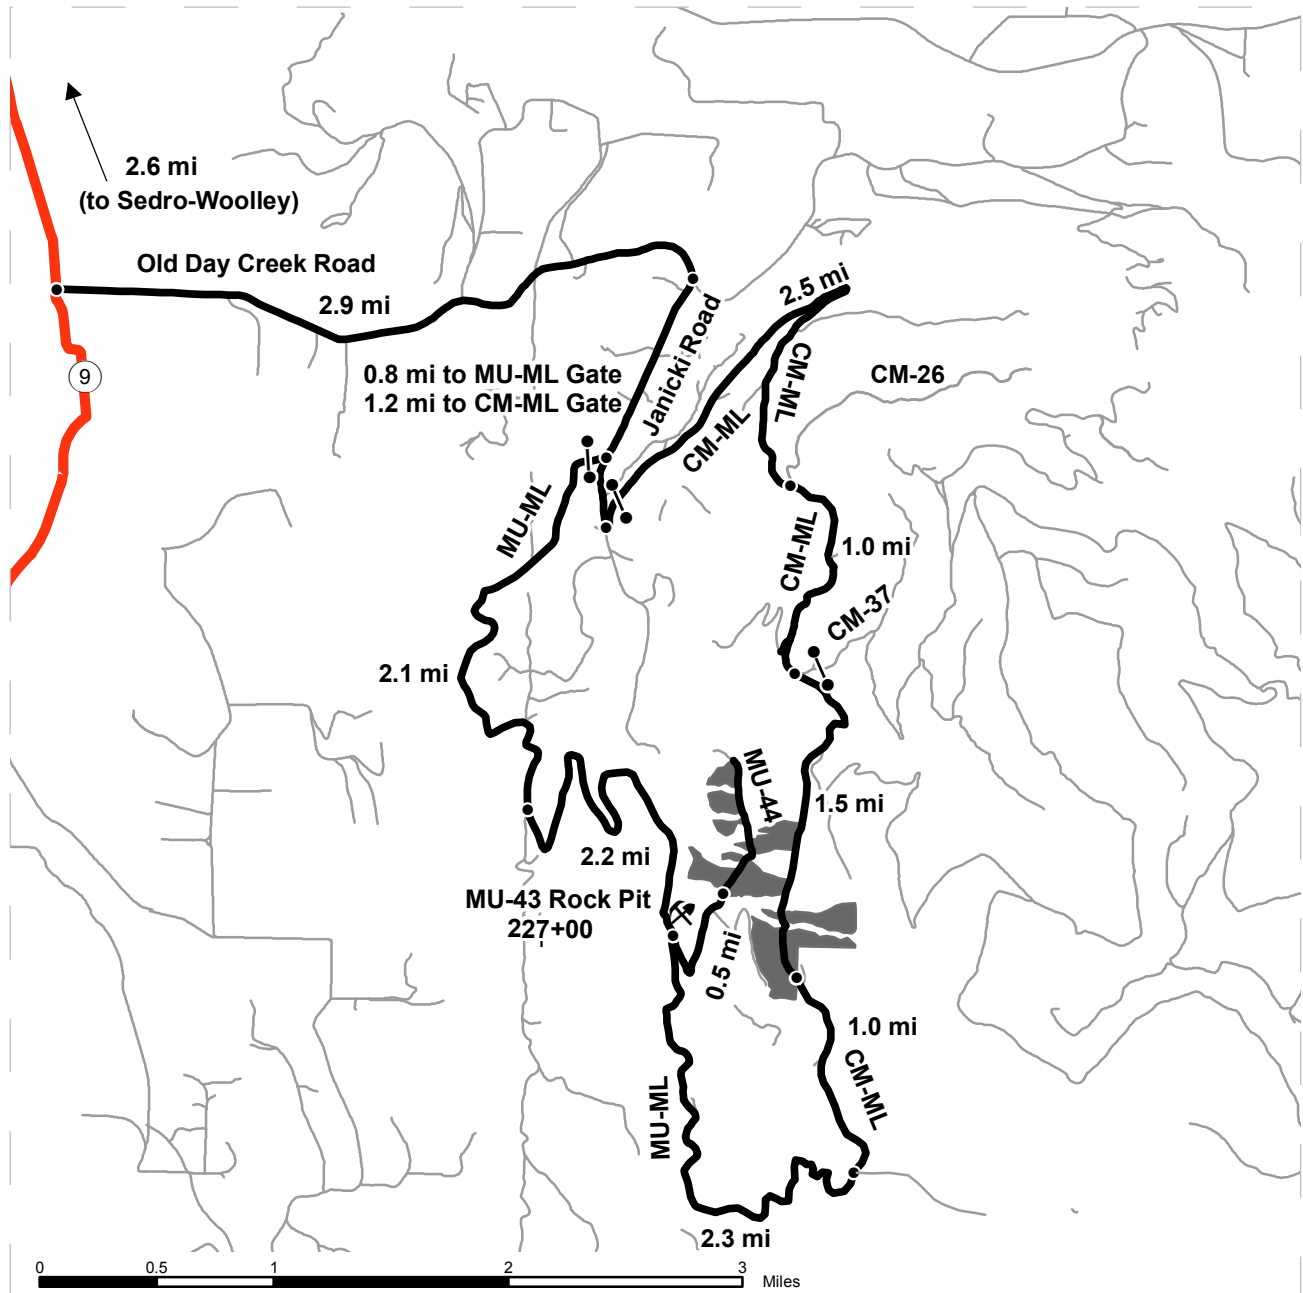 2.6 mi
(to Sedro-Woolley)
Old Day Creek Road
2.9 mi
2.5 mi
9
0.8 mi to MU-ML Gate
1.2 mi to CM-ML Gate
Janicki Road
CM-ML
CM-26
CM-ML
MU-ML
CM-ML
1.0 mi
CM-37
2.1 mi
MU-44
1.5 mi
2.2 mi
MU-43 Rock Pit
227+00
0.5 mi
1.0 mi
CM-ML
MU-ML
2.3 mi
0 0.5 1 2 3 Miles